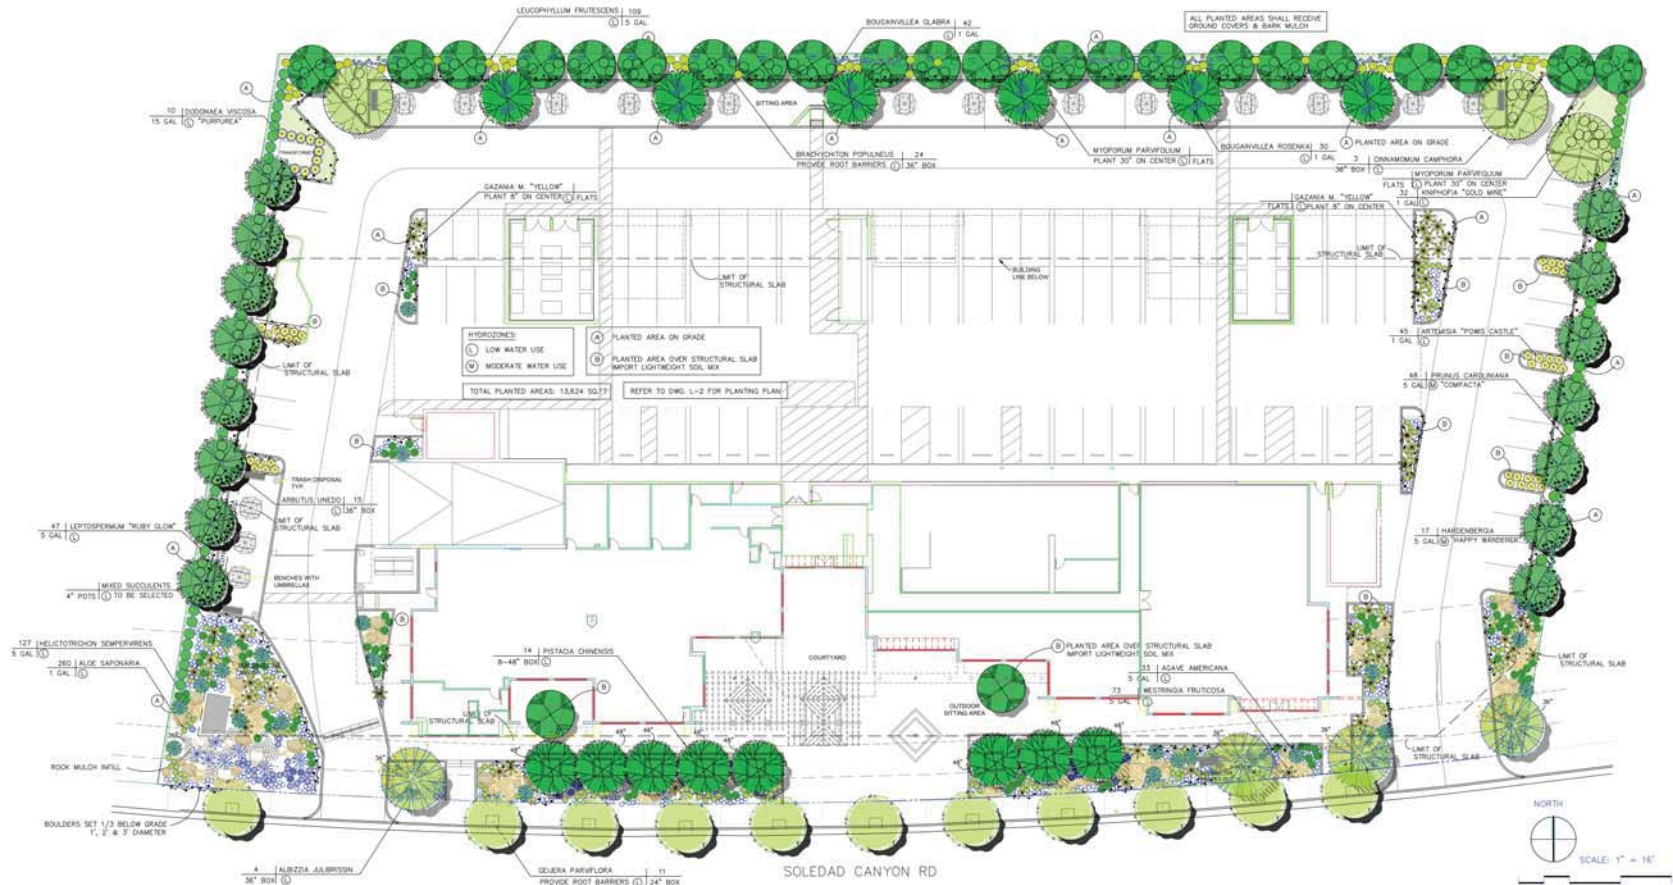 LEUCOPHYLLUM FRUTESCENS | 109
Ⓛ 5 GAL
BOUGAINVILLEA GLABRA | 42
Ⓛ 1 GAL
ALL PLANTED AREAS SHALL RECEIVE
GROUND COVERS & BARK MULCH
10 | DODONAEA VISCOSA
15 GAL Ⓛ "PURPUREA"
SITTING AREA
BRACHYCHITON POPULNEUS | 24
PROVIDE ROOT BARRIERS Ⓛ 36" BOX
MYOPORUM PARVIFOLIUM
PLANT 30" ON CENTER Ⓛ FLATS
BOUGAINVILLEA ROSENKA | 30
Ⓛ 1 GAL
Ⓐ PLANTED AREA ON GRADE
3 | CINNAMOMUM CAMPHORA
36" BOX Ⓛ
MYOPORUM PARVIFOLIUM
FLATS Ⓛ PLANT 30" ON CENTER
32 | KNIPHOFIA "GOLD MINE"
1 GAL Ⓛ
GAZANIA M. "YELLOW"
PLANT 8" ON CENTER Ⓛ FLATS
GAZANIA M. "YELLOW"
FLATS Ⓛ PLANT 8" ON CENTER
LIMIT OF
STRUCTURAL SLAB
BUILDING
LINE BELOW
LIMIT OF
STRUCTURAL SLAB
HYDROZONES:
Ⓛ LOW WATER USE
Ⓜ MODERATE WATER USE
Ⓐ PLANTED AREA ON GRADE
Ⓑ PLANTED AREA OVER STRUCTURAL SLAB
IMPORT LIGHTWEIGHT SOIL MIX
TOTAL PLANTED AREAS: 13,624 SQ.FT
REFER TO DWG. L-2 FOR PLANTING PLAN
LIMIT OF
STRUCTURAL SLAB
45 | ARTEMISIA "POWIS CASTLE"
1 GAL Ⓛ
48 | PRUNUS CAROLINIANA
5 GAL Ⓜ "COMPACTA"
TRASH DISPOSAL
TYP.
ARBUTUS UNEDO | 15
Ⓛ 36" BOX
LIMIT OF
STRUCTURAL SLAB
47 | LEPTOSPERMUM "RUBY GLOW"
5 GAL Ⓛ
17 | HARDENBERGIA
5 GAL Ⓜ "HAPPY WANDERER"
BENCHES WITH
UMBRELLAS
MIXED SUCCULENTS
4" POTS Ⓛ TO BE SELECTED
127 | HELICTOTRICHON SEMPERVIRENS
5 GAL Ⓛ
260 | ALOE SAPONARIA
1 GAL Ⓛ
14 | PISTACIA CHINENSIS
8-48" BOX Ⓛ
COURTYARD
Ⓑ PLANTED AREA OVER STRUCTURAL SLAB
IMPORT LIGHTWEIGHT SOIL MIX
33 | AGAVE AMERICANA
5 GAL Ⓛ
73 | WESTRINGIA FRUTICOSA
5 GAL Ⓛ
LIMIT OF
STRUCTURAL SLAB
LIMIT OF
STRUCTURAL SLAB
OUTDOOR
SITTING AREA
LIMIT OF
STRUCTURAL SLAB
ROCK MULCH INFILL
BOULDERS SET 1/3 BELOW GRADE
1', 2' & 3' DIAMETER
4 | ALBIZZIA JULIBRISSIN
36" BOX Ⓛ
GEIJERA PARVIFLORA | 11
PROVIDE ROOT BARRIERS Ⓛ 24" BOX
SOLEDAD CANYON RD
NORTH
SCALE: 1" = 16'